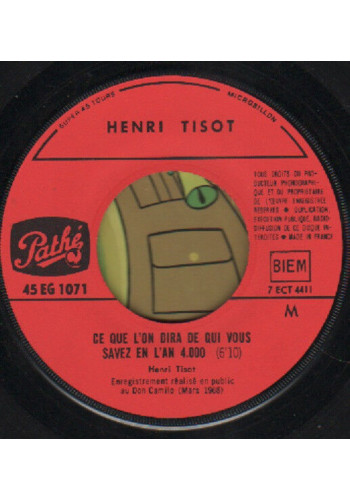 SUPER 45 TOURS
MICROSILLON
HENRI TISOT
TOUS DROITS DU PRO-
DUCTEUR PHONOGRAPHI-
QUE ET DU PROPRIETAIRE
DE L'ŒUVRE ENREGISTREE
RESERVES ★ DUPLICATION,
EXECUTION PUBLIQUE, RADIO-
DIFFUSION DE CE DISQUE IN-
TERDITES ★ MADE IN FRANCE
Pathé
45 EG 1071
BIEM
7 ECT 4411
M
CE QUE L'ON DIRA DE QUI VOUS
SAVEZ EN L'AN 4.000 (6'10)
Henri Tisot
Enregistrement réalisé en public
au Don Camilo (Mars 1968)